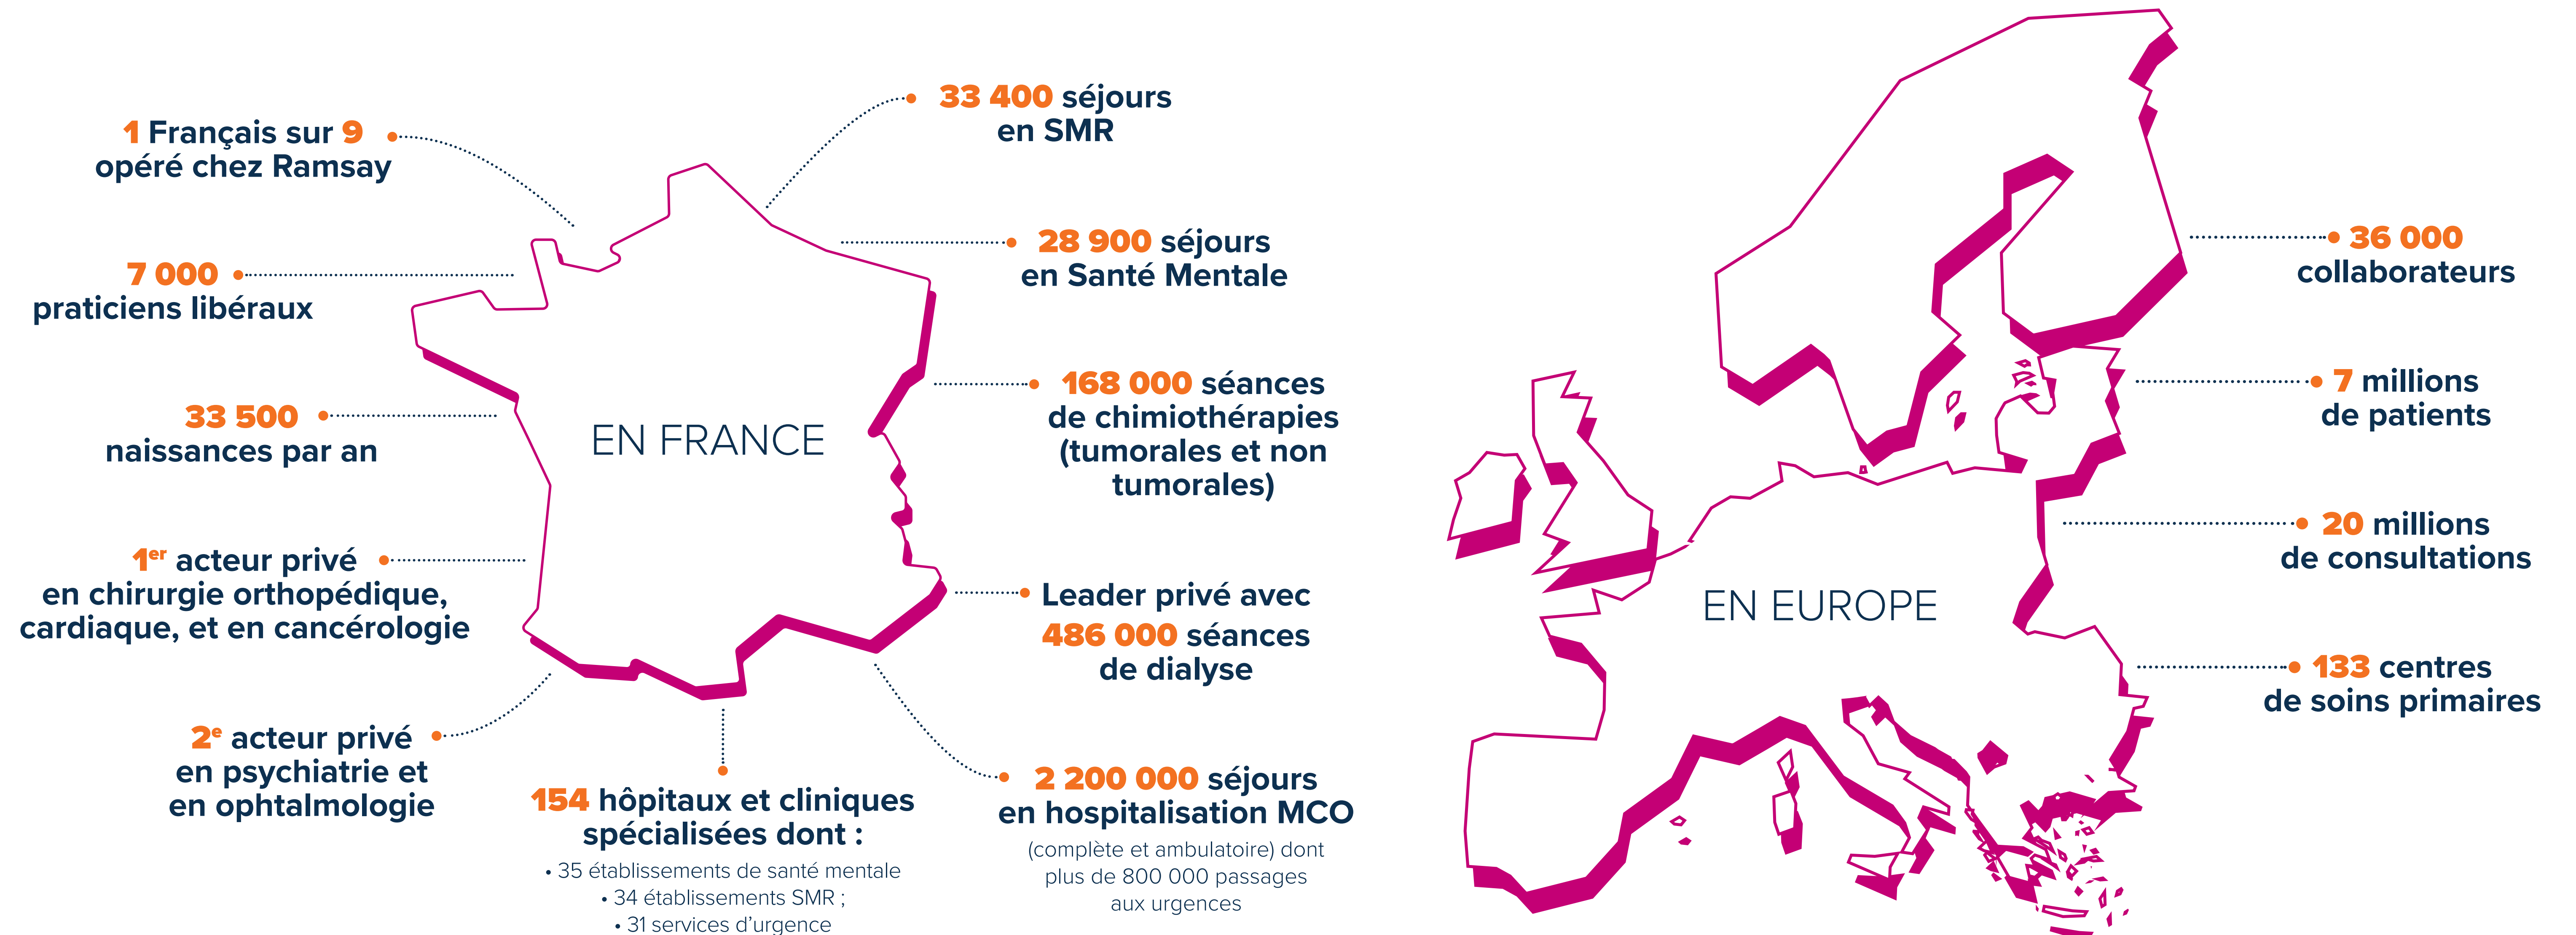 1 Français sur 9
opéré chez Ramsay
7 000
praticiens libéraux
33 500
naissances par an
1er acteur privé
en chirurgie orthopédique,
cardiaque, et en cancérologie
2e acteur privé
en psychiatrie et
en ophtalmologie
EN FRANCE
154 hôpitaux et cliniques
spécialisées dont :
• 35 établissements de santé mentale
• 34 établissements SMR ;
• 31 services d’urgence
33 400 séjours
en SMR
28 900 séjours
en Santé Mentale
168 000 séances
de chimiothérapies
(tumorales et non
tumorales)
Leader privé avec
486 000 séances
de dialyse
2 200 000 séjours
en hospitalisation MCO
(complète et ambulatoire) dont
plus de 800 000 passages
aux urgences
EN EUROPE
36 000
collaborateurs
7 millions
de patients
20 millions
de consultations
133 centres
de soins primaires